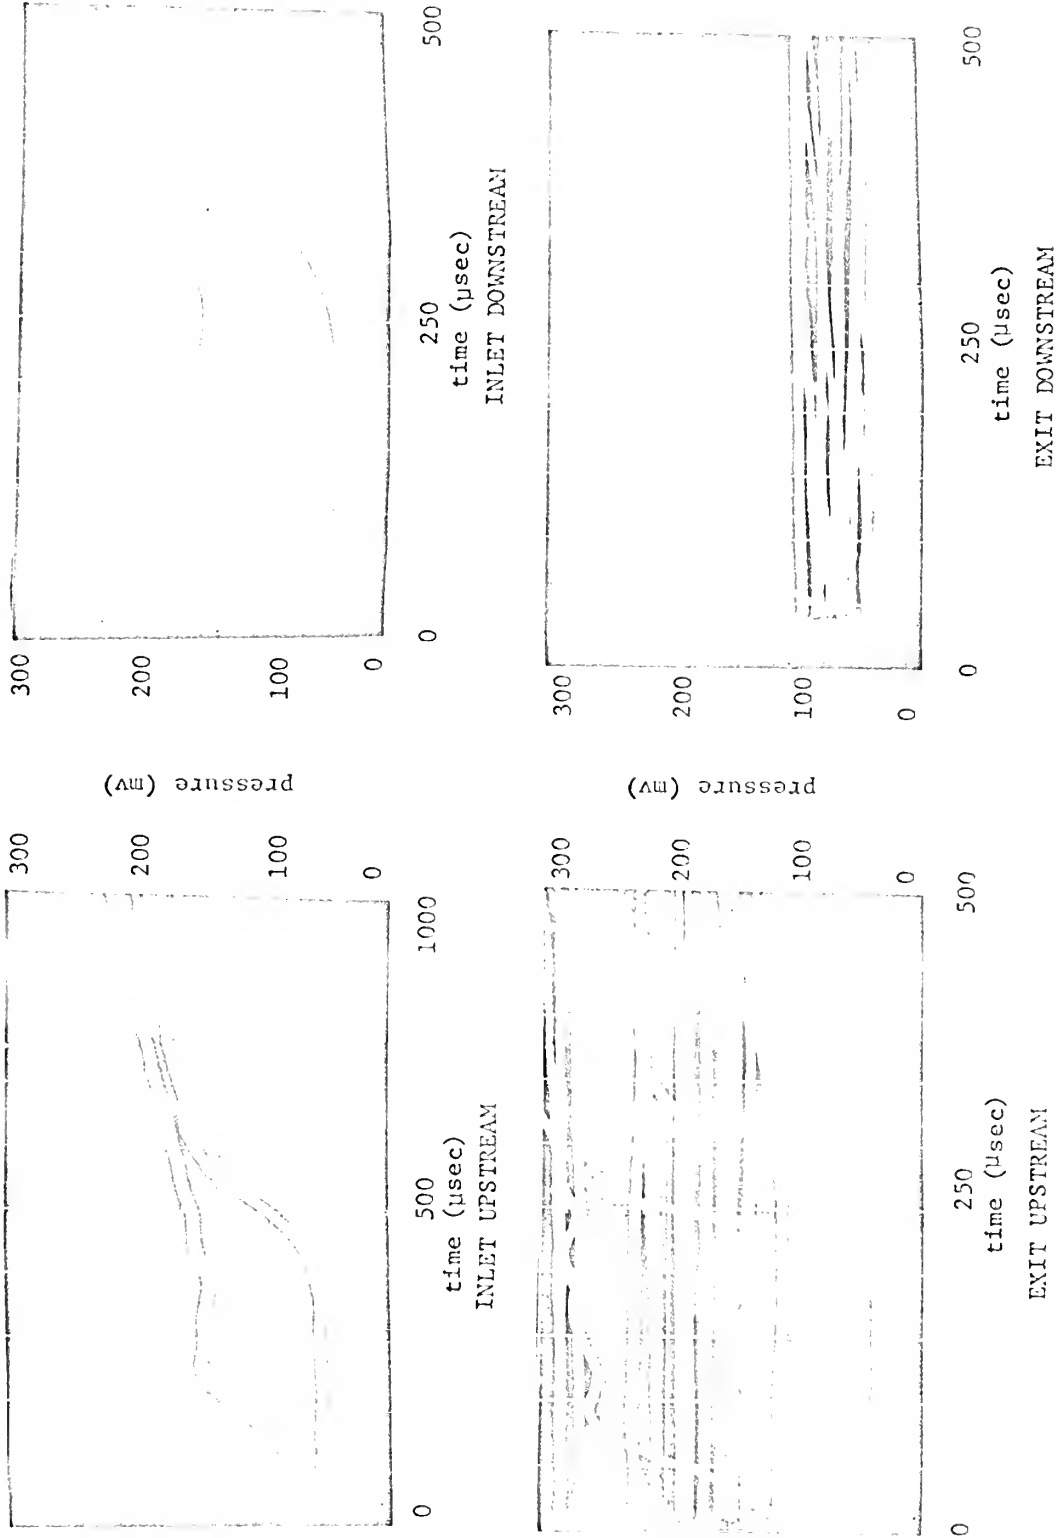 300
200
100
0
pressure (mv)
300
200
100
0
0
500
1000
time (μsec)
INLET UPSTREAM
0
250
500
time (μsec)
INLET DOWNSTREAM
300
200
100
0
pressure (mv)
300
200
100
0
0
250
500
time (μsec)
EXIT UPSTREAM
0
250
500
time (μsec)
EXIT DOWNSTREAM